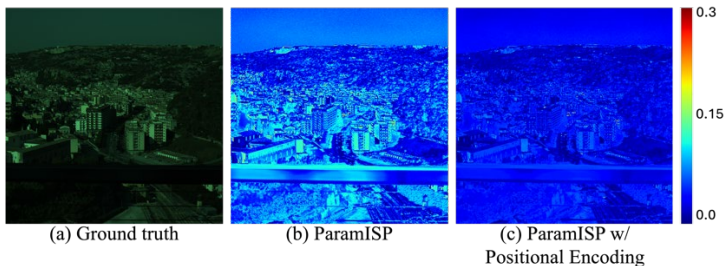 0.3
0.15
0.0
(a) Ground truth
(b) ParamISP
(c) ParamISP w/
Positional Encoding